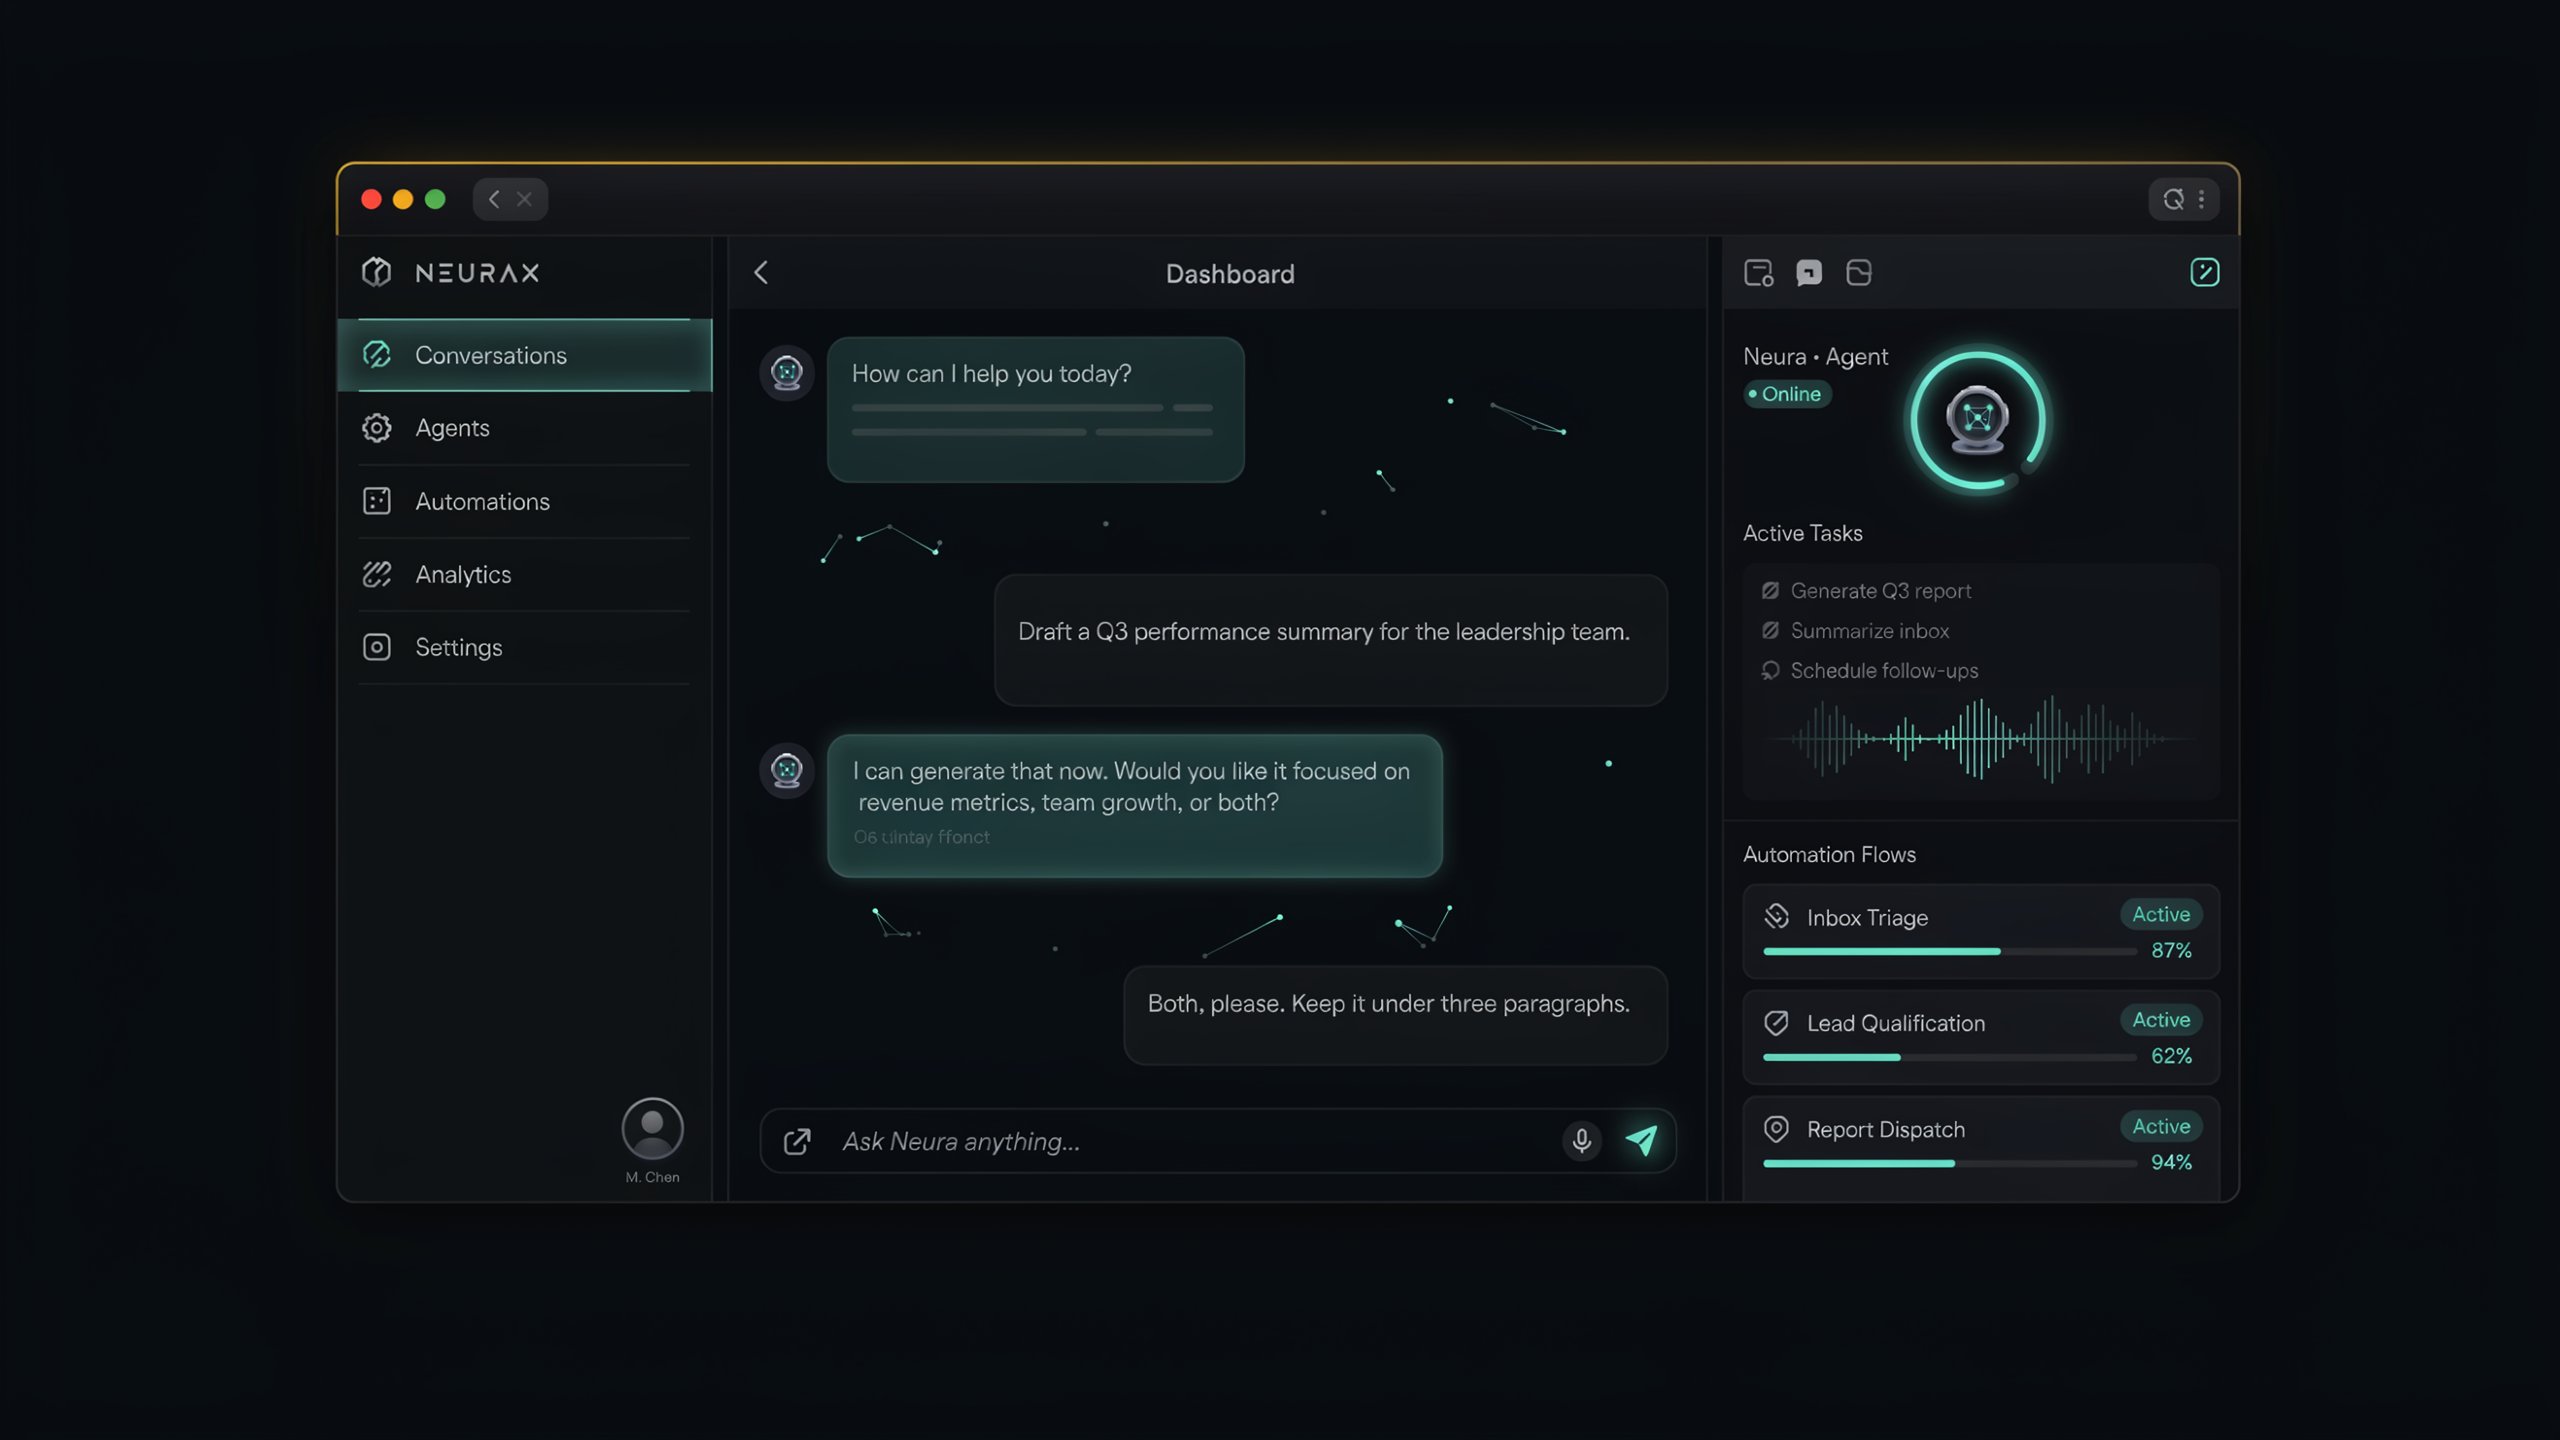 NEURAX
Conversations
Agents
Automations
Analytics
Settings
M. Chen
Dashboard
How can I help you today?
Draft a Q3 performance summary for the leadership team.
I can generate that now. Would you like it focused on
revenue metrics, team growth, or both?
Both, please. Keep it under three paragraphs.
Ask Neura anything...
Neura • Agent
Online
Active Tasks
Generate Q3 report
Summarize inbox
Schedule follow-ups
Automation Flows
Inbox Triage
Active
87%
Lead Qualification
Active
62%
Report Dispatch
Active
94%